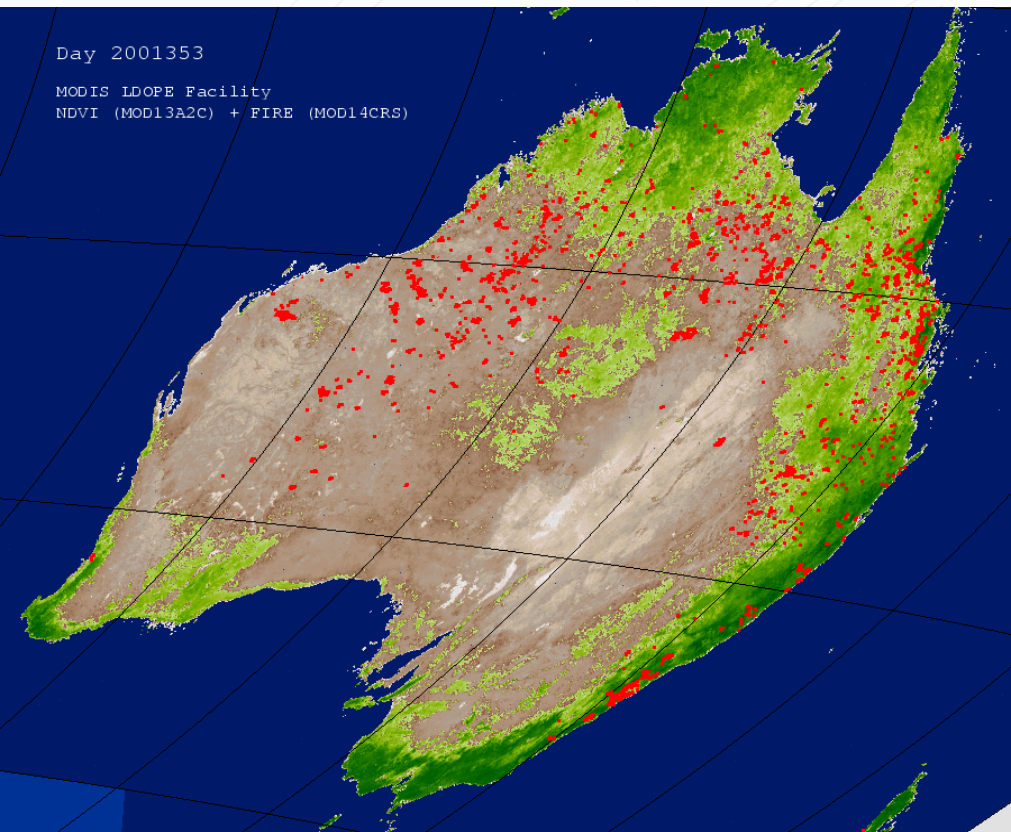 Day 2001353
MODIS LDOPE Facility
NDVI (MOD13A2C) + FIRE (MOD14CRS)